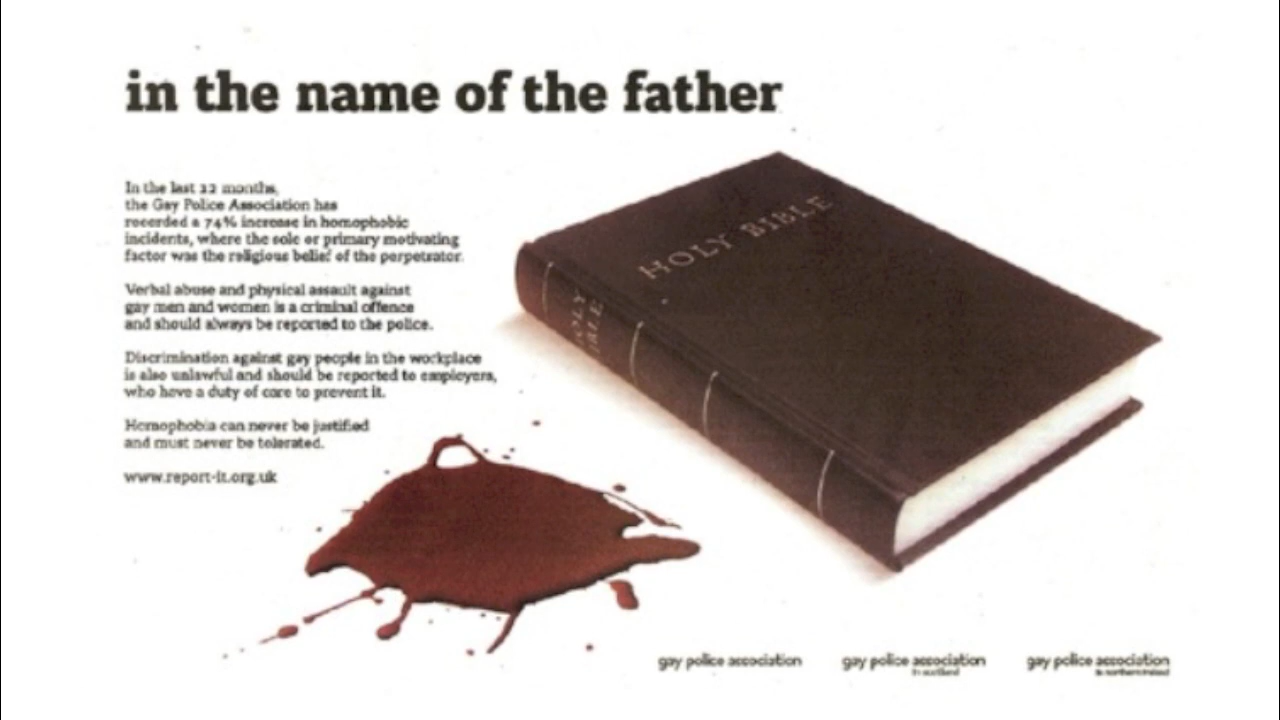 in the name of the father
In the last 12 months,
the Gay Police Association has
recorded a 74% increase in homophobic
incidents, where the sole or primary motivating
factor was the religious belief of the perpetrator.
Verbal abuse and physical assault against
gay men and women is a criminal offence
and should always be reported to the police.
Discrimination against gay people in the workplace
is also unlawful and should be reported to employers,
who have a duty of care to prevent it.
Homophobia can never be justified
and must never be tolerated.
www.report-it.org.uk
HOLY BIBLE
HOLY
BIBLE
gay police association
gay police association
in scotland
gay police association
in northern ireland